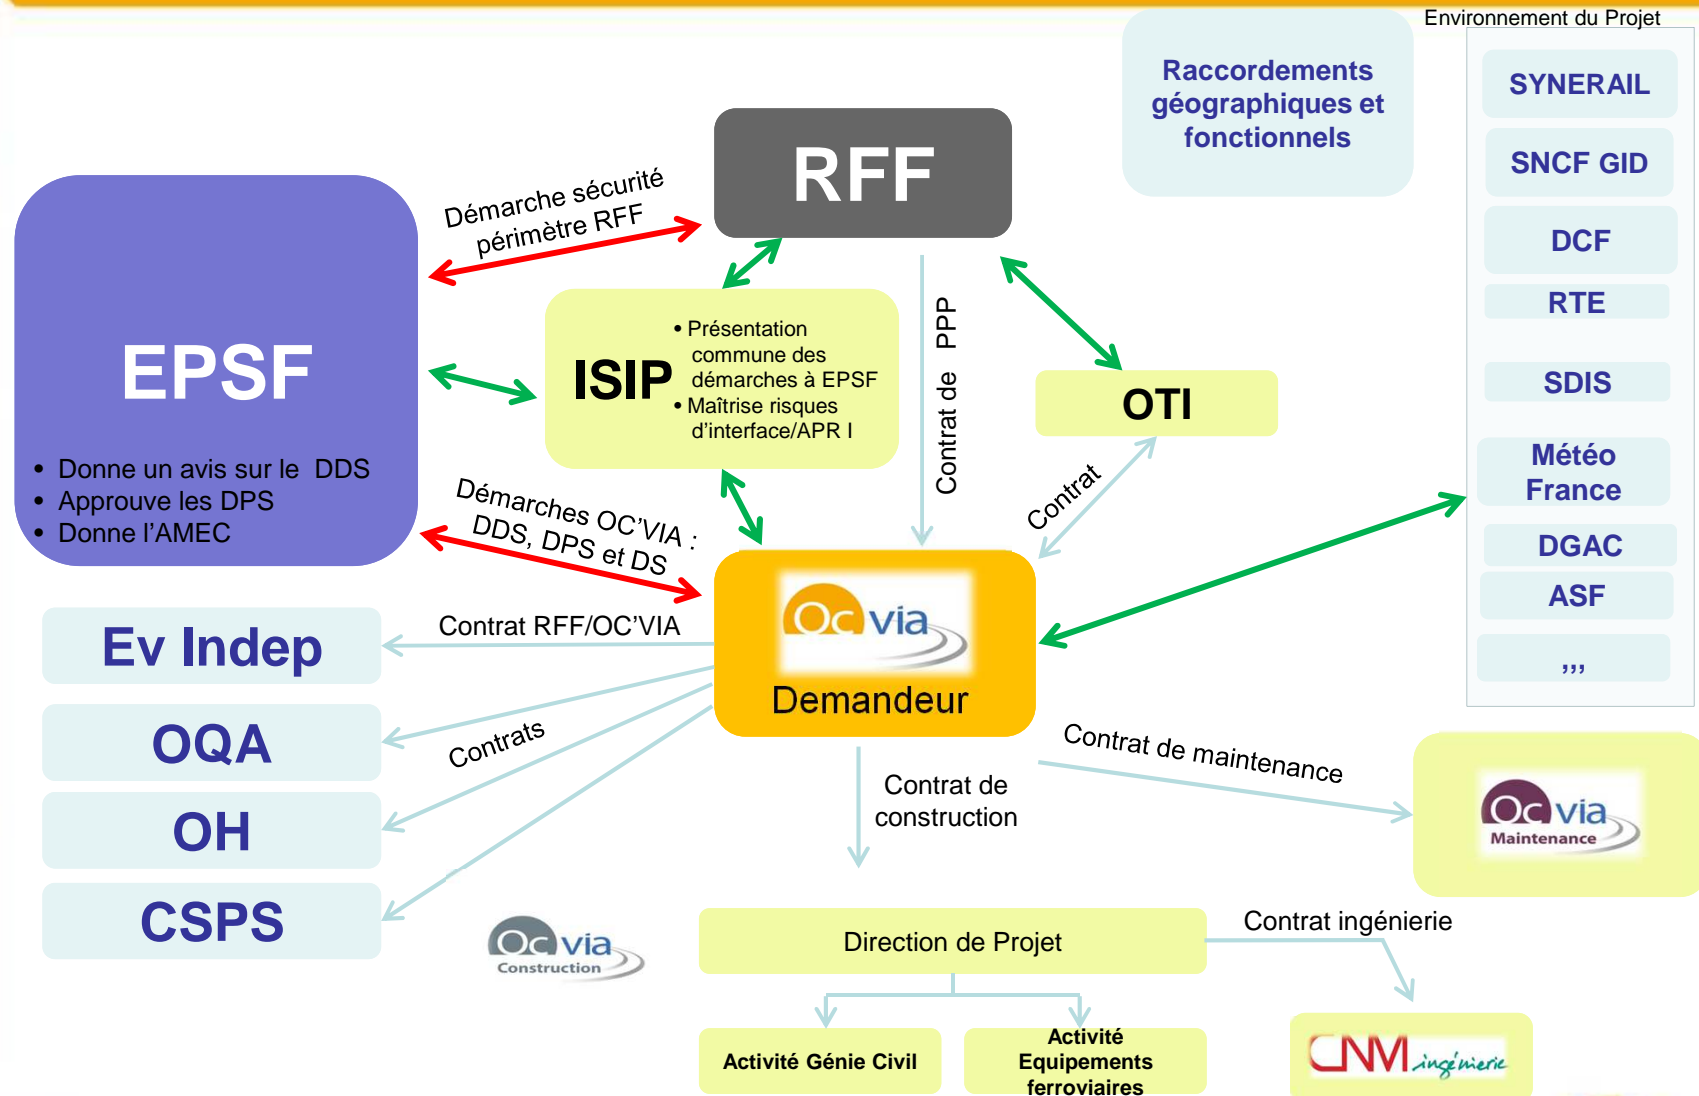 Environnement du Projet
Raccordements
géographiques et
fonctionnels
SYNERAIL
SNCF GID
DCF
RTE
SDIS
Météo
France
DGAC
ASF
,,,
RFF
Démarche sécurité
périmètre RFF
EPSF
• Donne un avis sur le DDS
• Approuve les DPS
• Donne l’AMEC
ISIP
• Présentation
commune des
démarches à EPSF
• Maîtrise risques
d’interface/APR I
Contrat de PPP
OTI
Contrat
Démarches OC’VIA :
DDS, DPS et DS
Oc via
Demandeur
Contrat RFF/OC’VIA
Ev Indep
OQA
Contrats
OH
CSPS
Contrat de
construction
Contrat de maintenance
Oc via
Maintenance
Oc via
Construction
Direction de Projet
Contrat ingénierie
Activité Génie Civil
Activité
Equipements
ferroviaires
CNM ingénierie